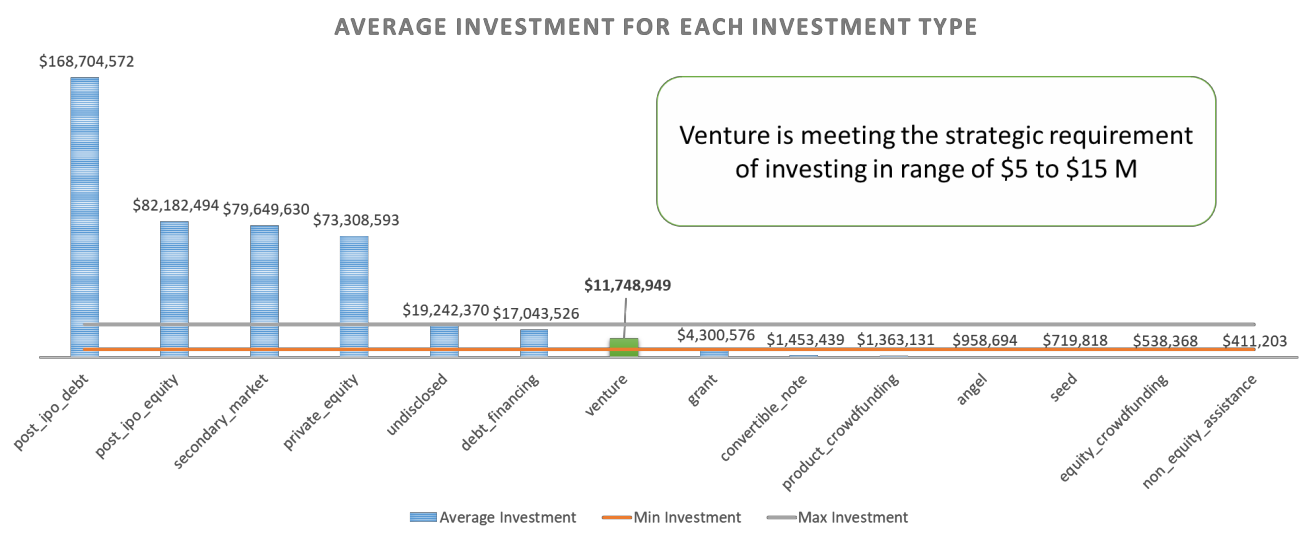 AVERAGE INVESTMENT FOR EACH INVESTMENT TYPE
$168,704,572
$82,182,494
$79,649,630
$73,308,593
$19,242,370
$17,043,526
$11,748,949
$4,300,576
$1,453,439
$1,363,131
$958,694
$719,818
$538,368
$411,203
Venture is meeting the strategic requirement
of investing in range of $5 to $15 M
post_ipo_debt
post_ipo_equity
secondary_market
private_equity
undisclosed
debt_financing
venture
grant
convertible_note
product_crowdfunding
angel
seed
equity_crowdfunding
non_equity_assistance
Average Investment
Min Investment
Max Investment